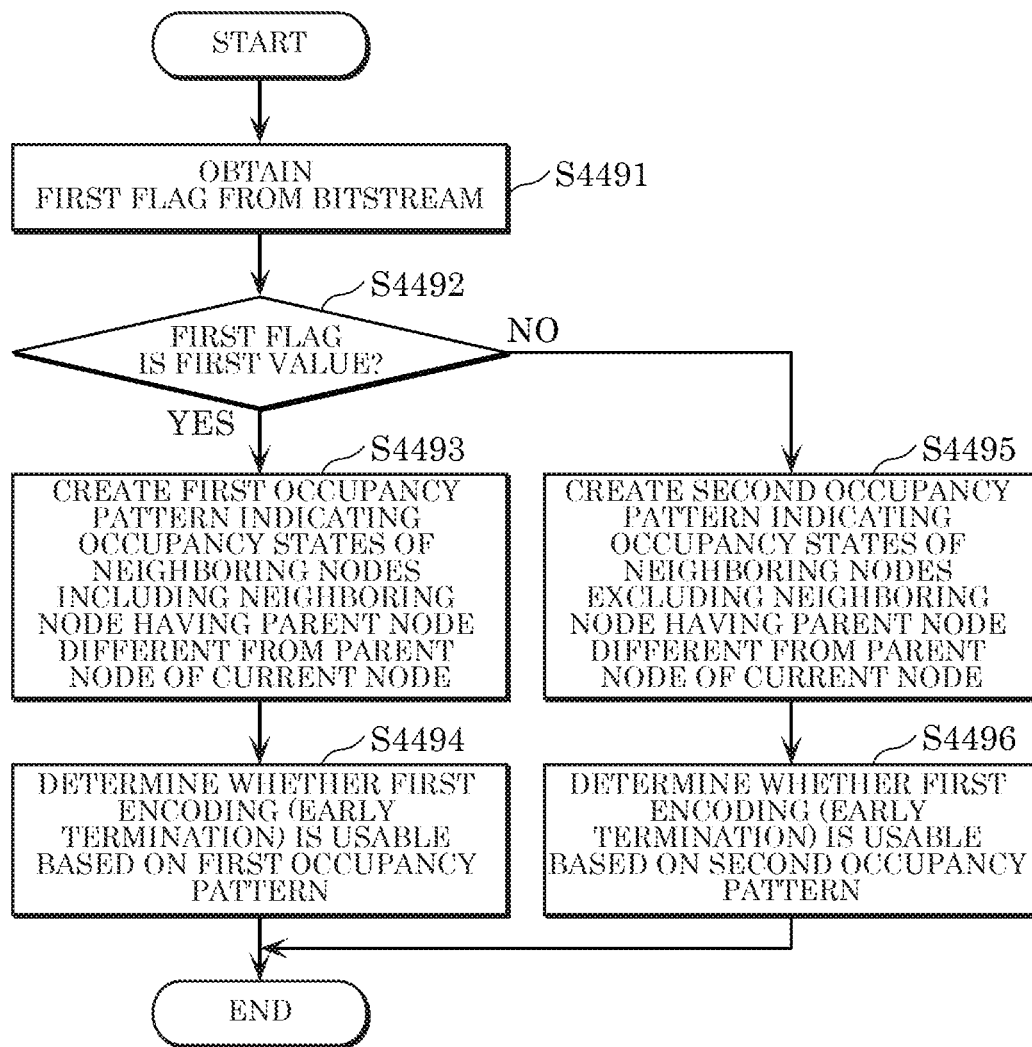 START
OBTAIN
FIRST FLAG FROM BITSTREAM
S4491
S4492
FIRST FLAG
IS FIRST VALUE?
NO
YES
S4493
CREATE FIRST OCCUPANCY
PATTERN INDICATING
OCCUPANCY STATES OF
NEIGHBORING NODES
INCLUDING NEIGHBORING
NODE HAVING PARENT NODE
DIFFERENT FROM PARENT
NODE OF CURRENT NODE
S4495
CREATE SECOND OCCUPANCY
PATTERN INDICATING
OCCUPANCY STATES OF
NEIGHBORING NODES
EXCLUDING NEIGHBORING
NODE HAVING PARENT NODE
DIFFERENT FROM PARENT
NODE OF CURRENT NODE
S4494
DETERMINE WHETHER FIRST
ENCODING (EARLY
TERMINATION) IS USABLE
BASED ON FIRST OCCUPANCY
PATTERN
S4496
DETERMINE WHETHER FIRST
ENCODING (EARLY
TERMINATION) IS USABLE
BASED ON SECOND OCCUPANCY
PATTERN
END